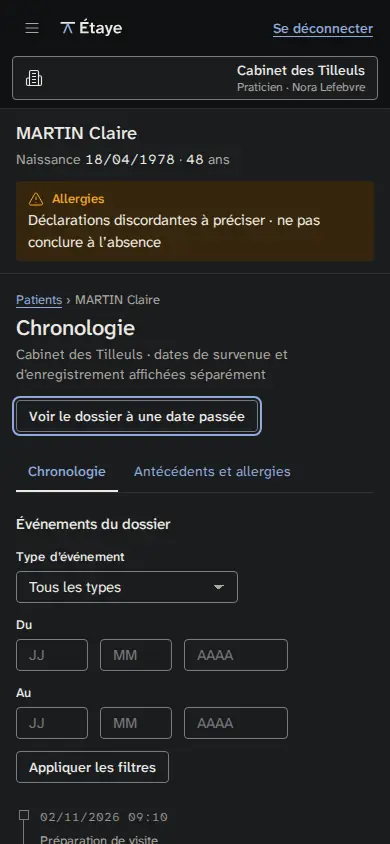 Étaye
Se déconnecter
Cabinet des Tilleuls
Praticien · Nora Lefebvre
MARTIN Claire
Naissance 18/04/1978 · 48 ans
Allergies
Déclarations discordantes à préciser · ne pas
conclure à l’absence
Patients › MARTIN Claire
Chronologie
Cabinet des Tilleuls · dates de survenue et
d’enregistrement affichées séparément
Voir le dossier à une date passée
Chronologie
Antécédents et allergies
Événements du dossier
Type d’événement
Tous les types
Du
JJ
MM
AAAA
Au
JJ
MM
AAAA
Appliquer les filtres
02/11/2026 09:10
Préparation de visite